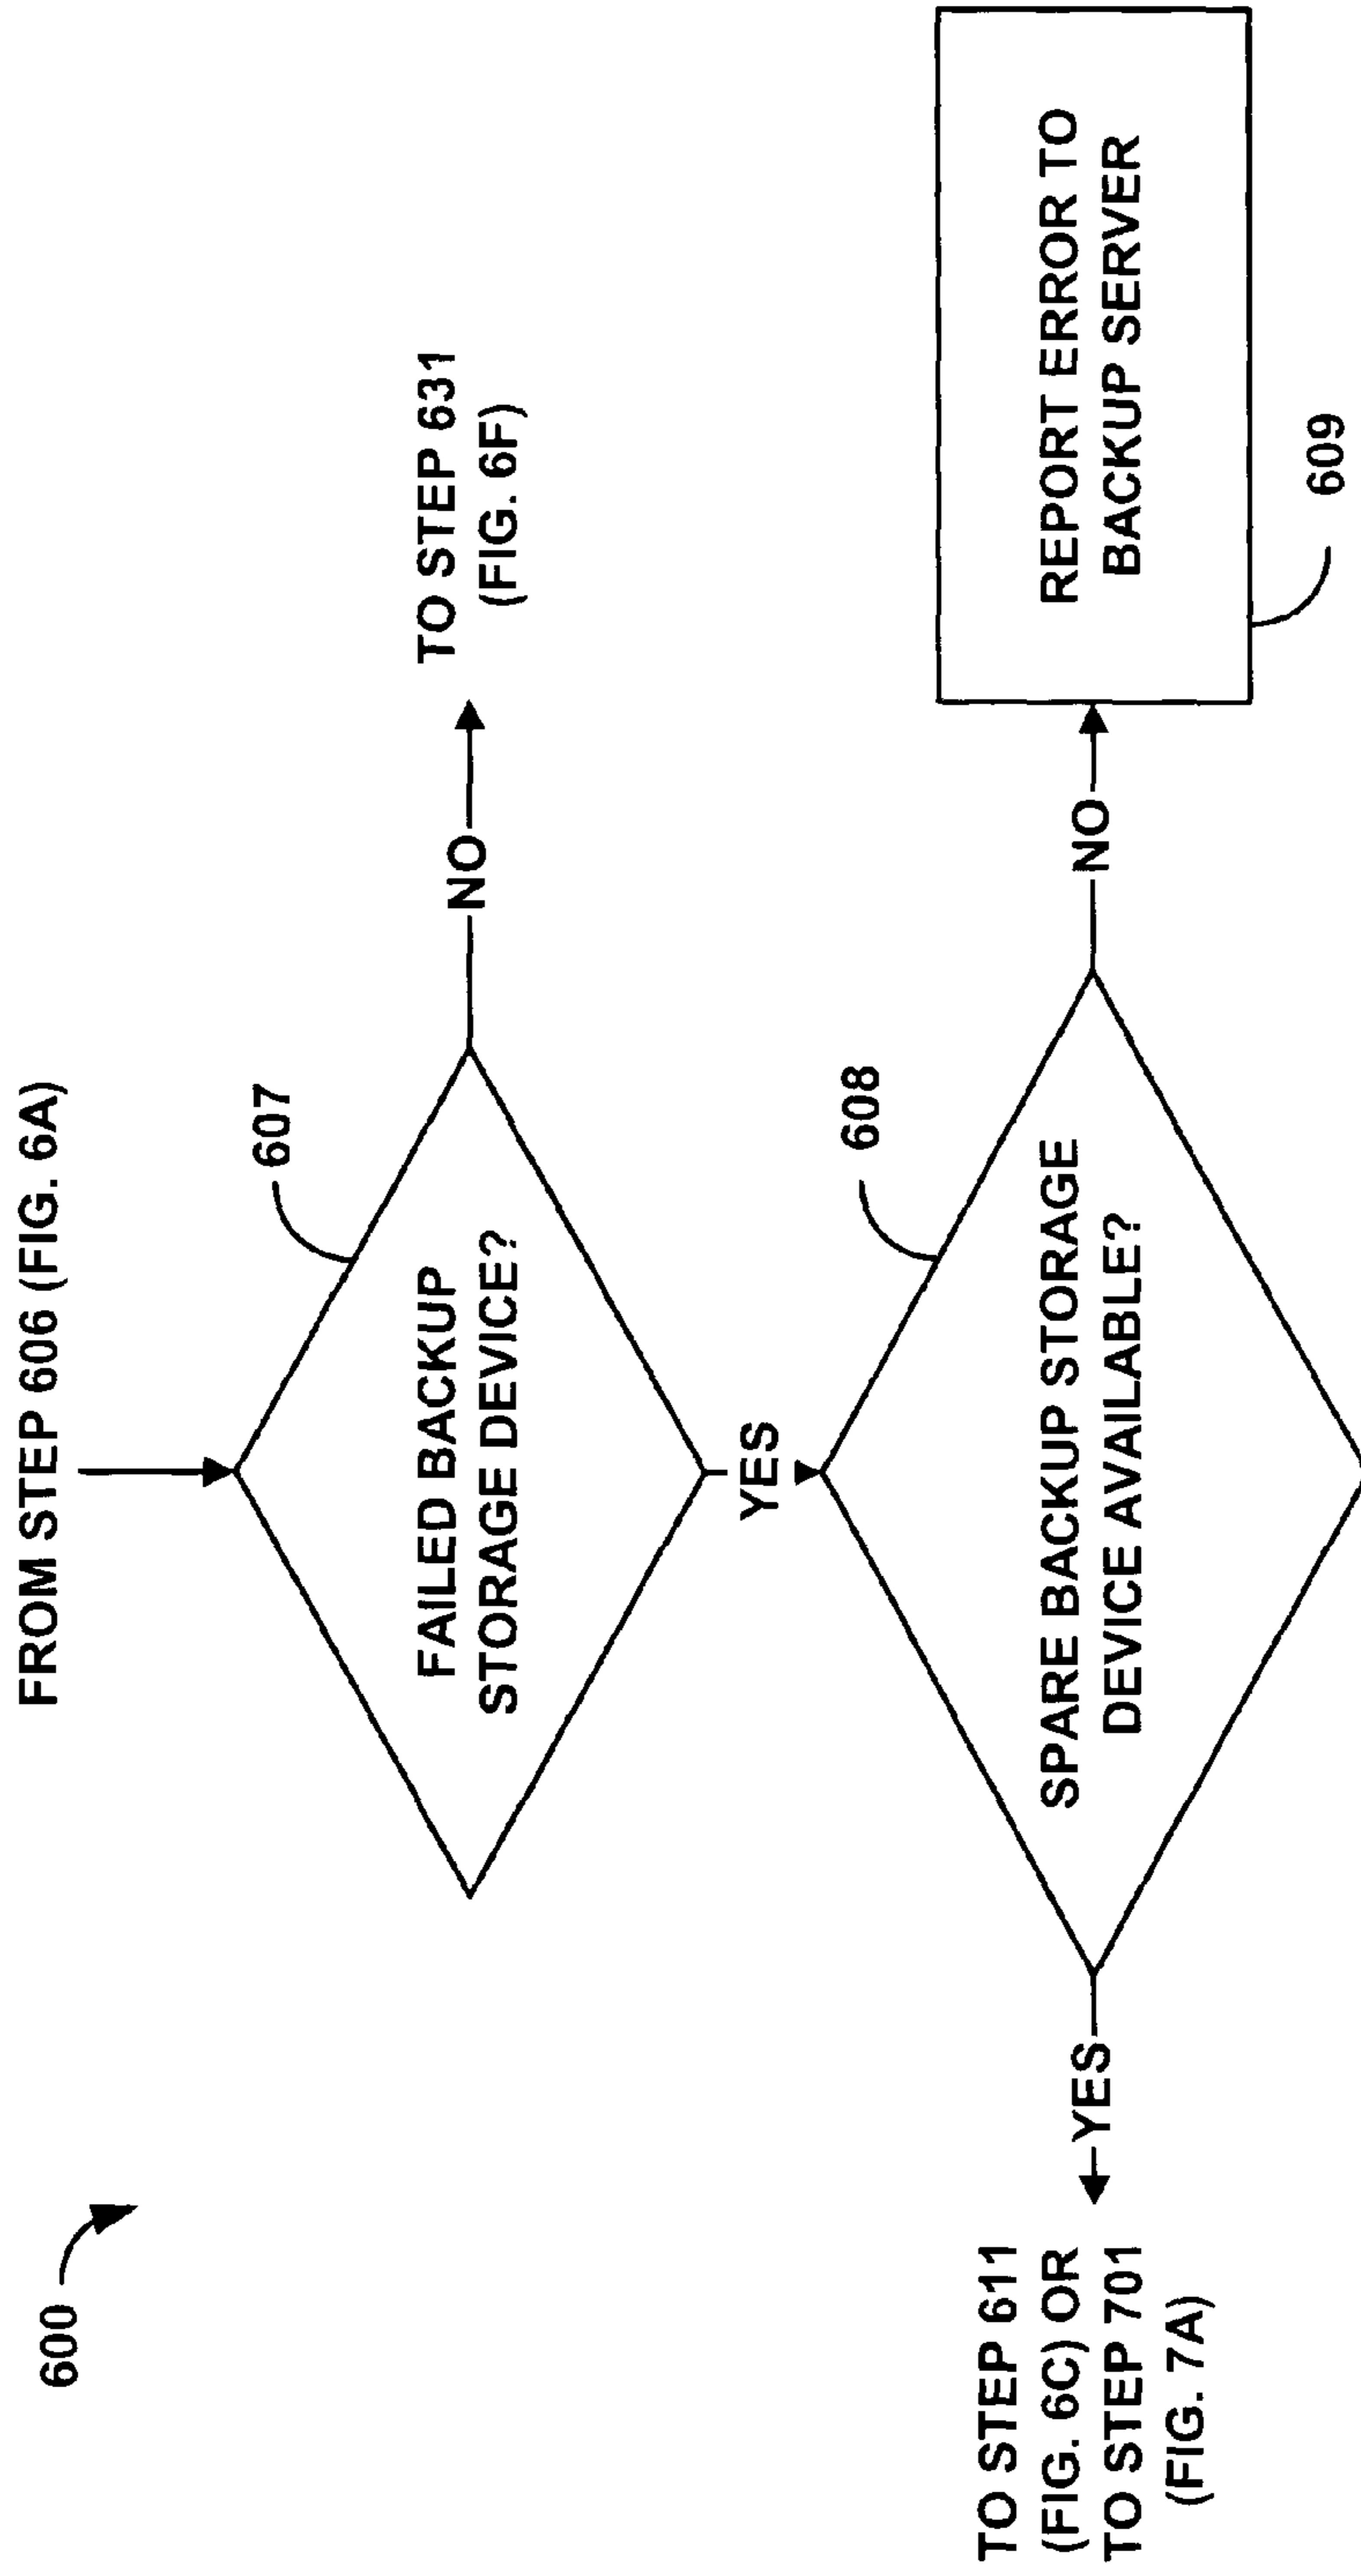 600
FROM STEP 606 (FIG. 6A)
607
FAILED BACKUP
STORAGE DEVICE?
NO
TO STEP 631
(FIG. 6F)
YES
608
SPARE BACKUP STORAGE
DEVICE AVAILABLE?
YES
TO STEP 611
(FIG. 6C) OR
TO STEP 701
(FIG. 7A)
NO
REPORT ERROR TO
BACKUP SERVER
609